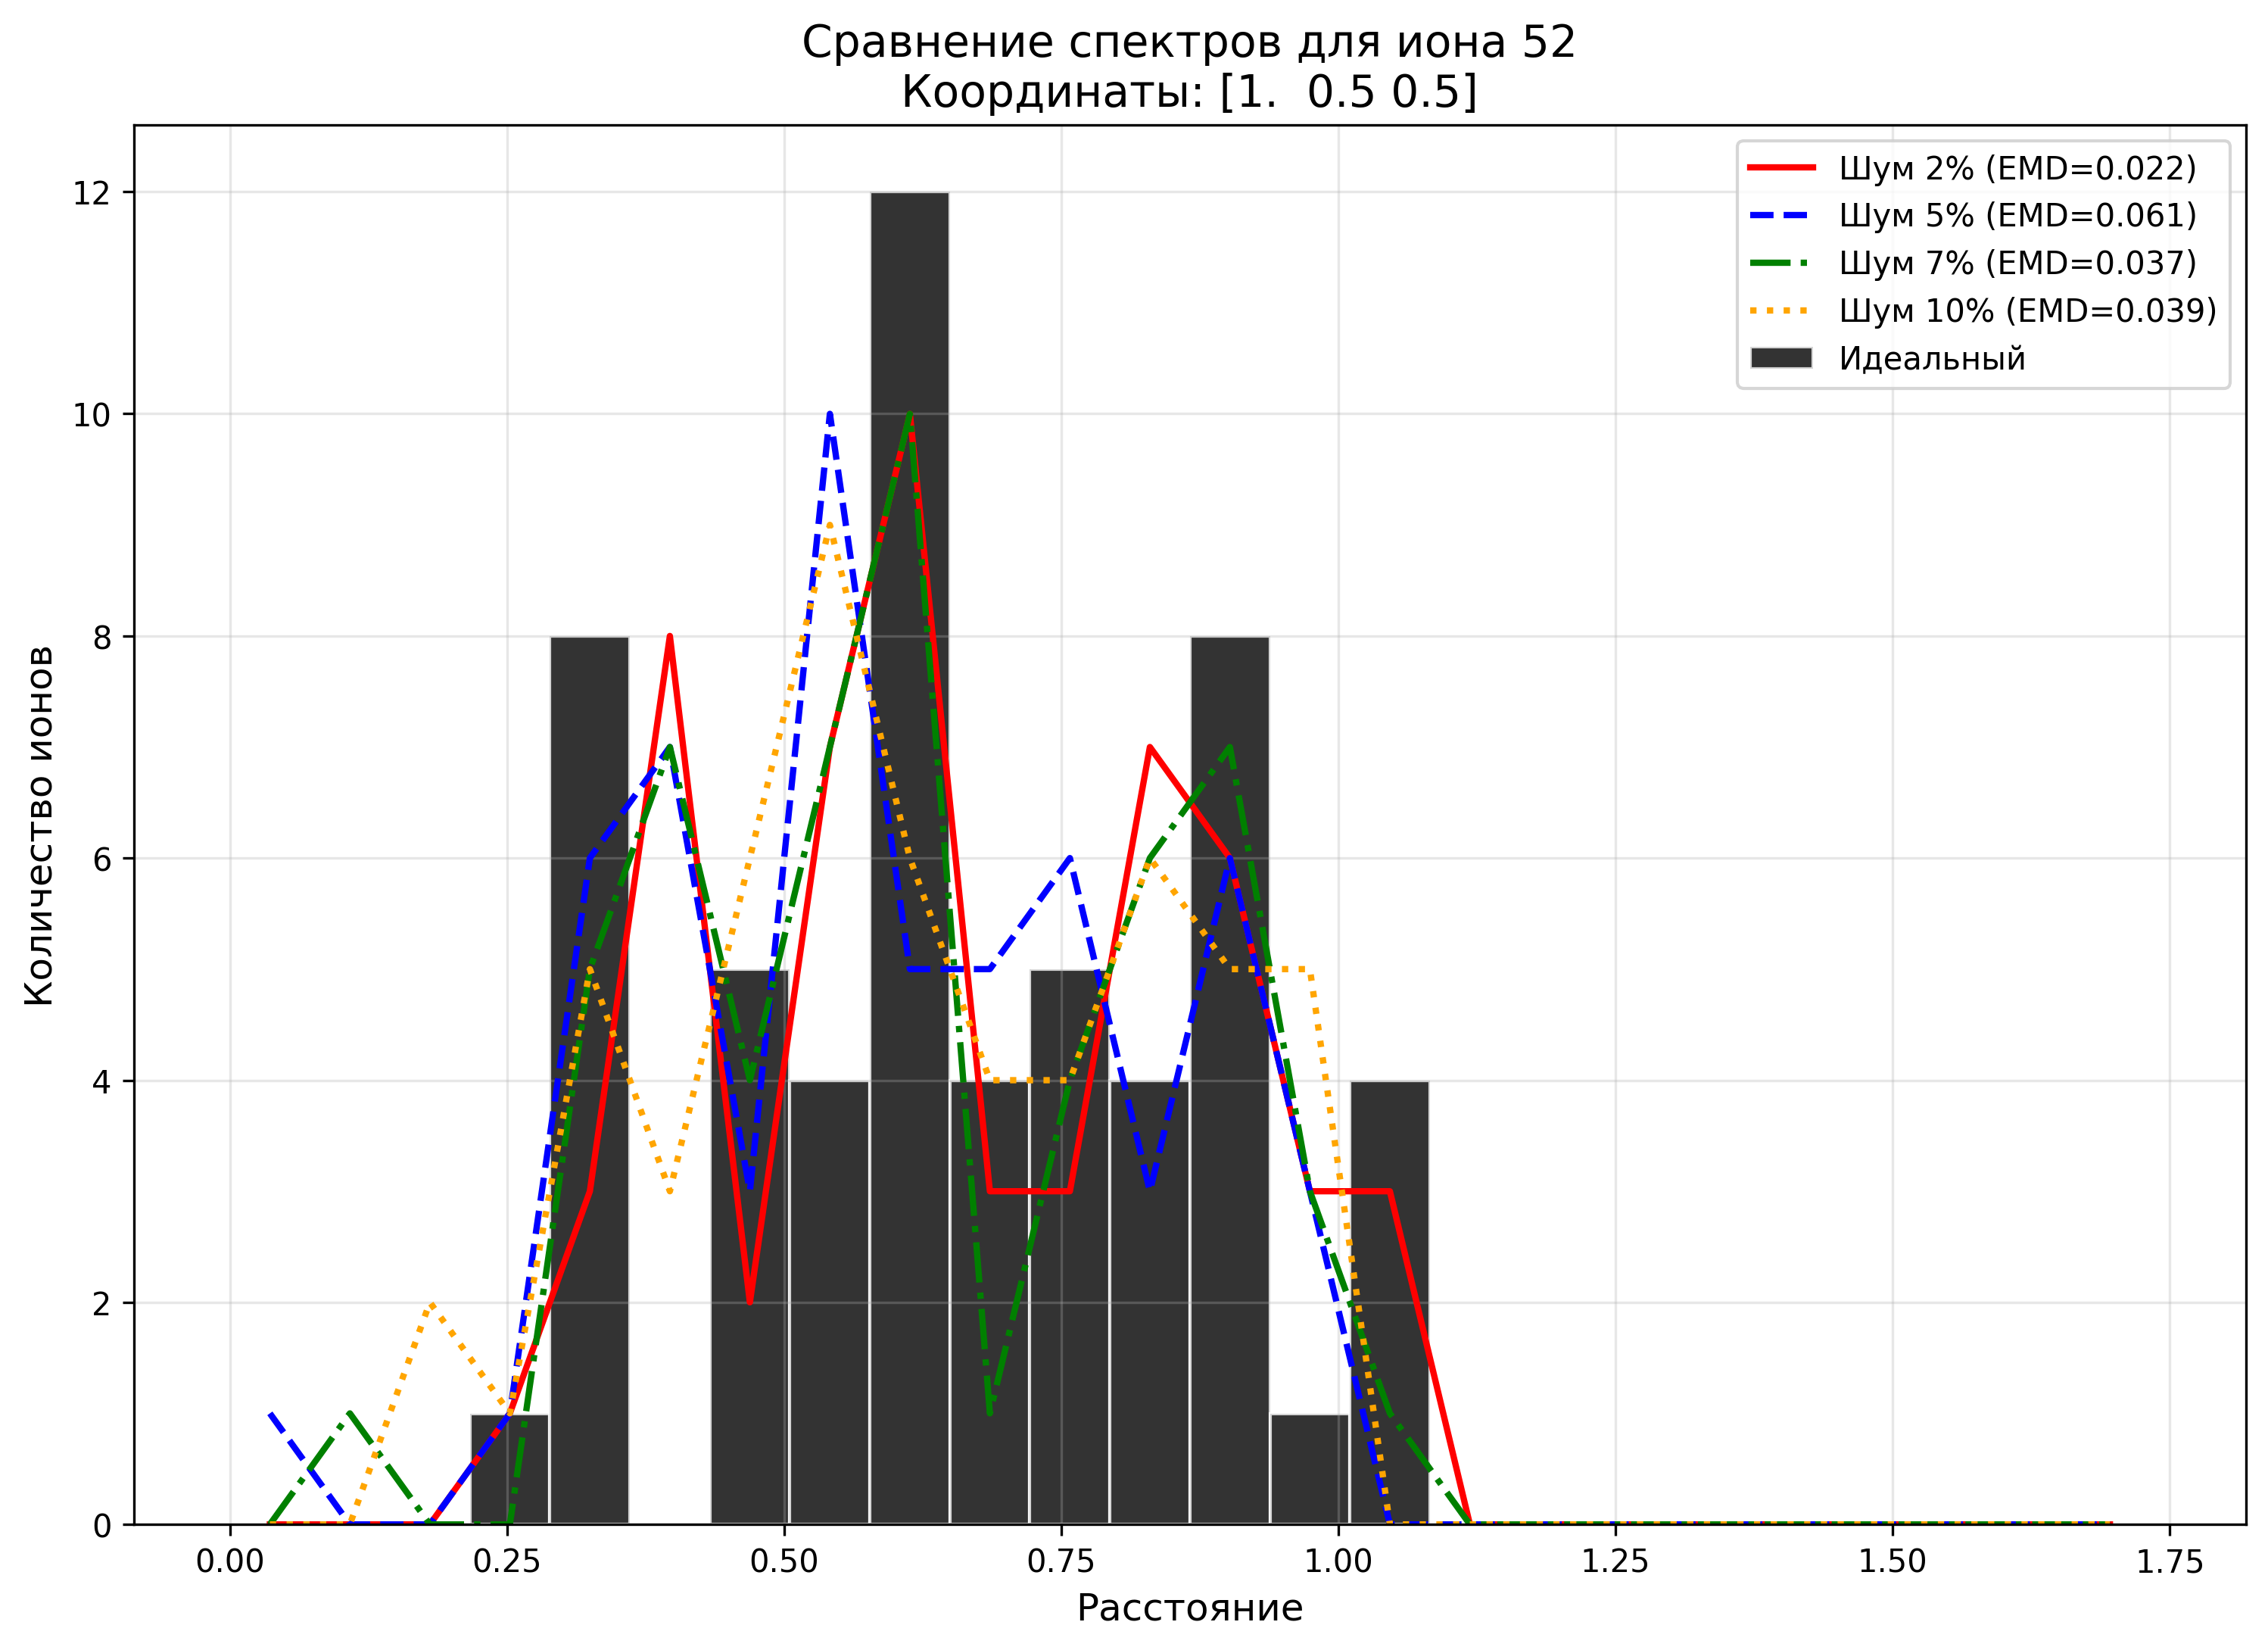 Сравнение спектров для иона 52
Координаты: [1.  0.5 0.5]
Шум 2% (EMD=0.022)
Шум 5% (EMD=0.061)
Шум 7% (EMD=0.037)
Шум 10% (EMD=0.039)
Идеальный
Количество ионов
12
10
8
6
4
2
0
0.00 0.25 0.50 0.75 1.00 1.25 1.50 1.75
Расстояние